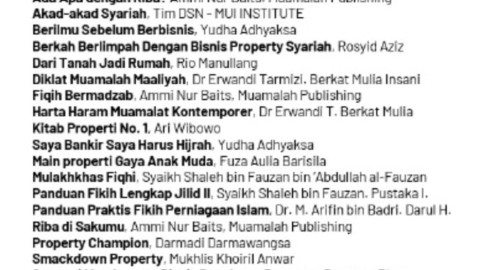 Akad-akad Syariah, Tim DSN - MUI INSTITUTE
Berilmu Sebelum Berbisnis, Yudha Adhyaksa
Berkah Berlimpah Dengan Bisnis Property Syariah, Rosyid Aziz
Dari Tanah Jadi Rumah, Rio Manullang
Diklat Muamalah Maaliyah, Dr Erwandi Tarmizi. Berkat Mulia Insani
Fiqih Bermadzab, Ammi Nur Baits, Muamalah Publishing
Harta Haram Muamalat Kontemporer, Dr Erwandi T. Berkat Mulia
Kitab Properti No. 1, Ari Wibowo
Saya Bankir Saya Harus Hijrah, Yudha Adhyaksa
Main properti Gaya Anak Muda, Fuza Aulia Barisila
Mulakhkhas Fiqhi, Syaikh Shaleh bin Fauzan bin 'Abdullah al-Fauzan
Panduan Fikih Lengkap Jilid II, Syaikh Shaleh bin Fauzan. Pustaka I.
Panduan Praktis Fikih Perniagaan Islam, Dr. M. Arifin bin Badri. Darul H.
Riba di Sakumu, Ammi Nur Baits, Muamalah Publishing
Property Champion, Darmadi Darmawangsa
Smackdown Property, Mukhlis Khoiril Anwar